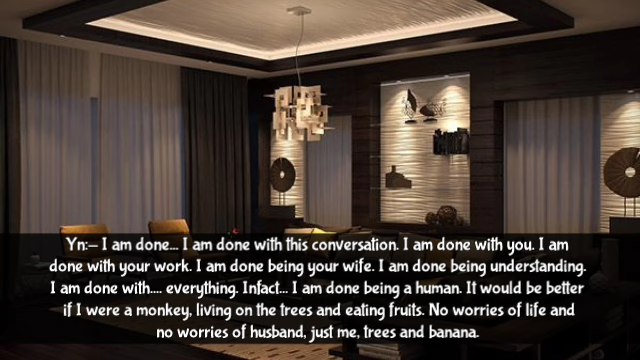 Yn:– I am done... I am done with this conversation. I am done with you. I am
done with your work. I am done being your wife. I am done being understanding.
I am done with.... everything. Infact... I am done being a human. It would be better
if I were a monkey, living on the trees and eating fruits. No worries of life and
no worries of husband, just me, trees and banana.